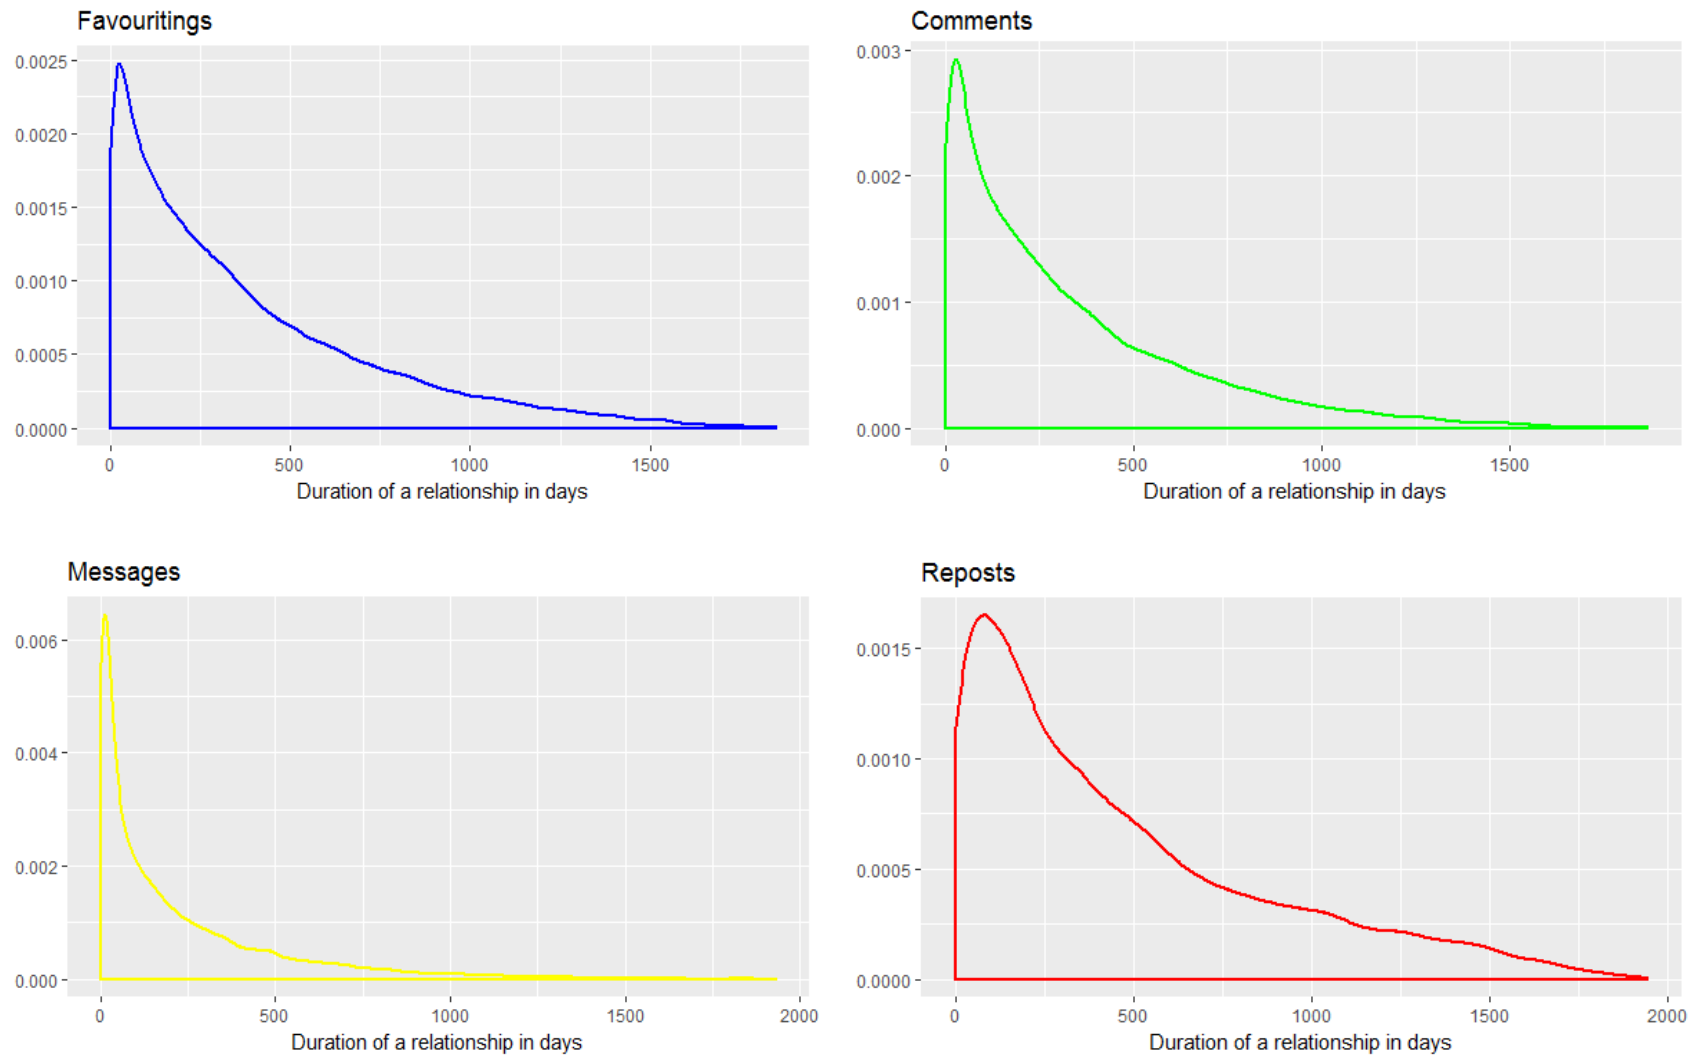 Favouritings
0.0025
0.0020
0.0015
0.0010
0.0005
0.0000
0 500 1000 1500
Duration of a relationship in days
Comments
0.003
0.002
0.001
0.000
0 500 1000 1500
Duration of a relationship in days
Messages
0.006
0.004
0.002
0.000
0 500 1000 1500 2000
Duration of a relationship in days
Reposts
0.0015
0.0010
0.0005
0.0000
0 500 1000 1500 2000
Duration of a relationship in days